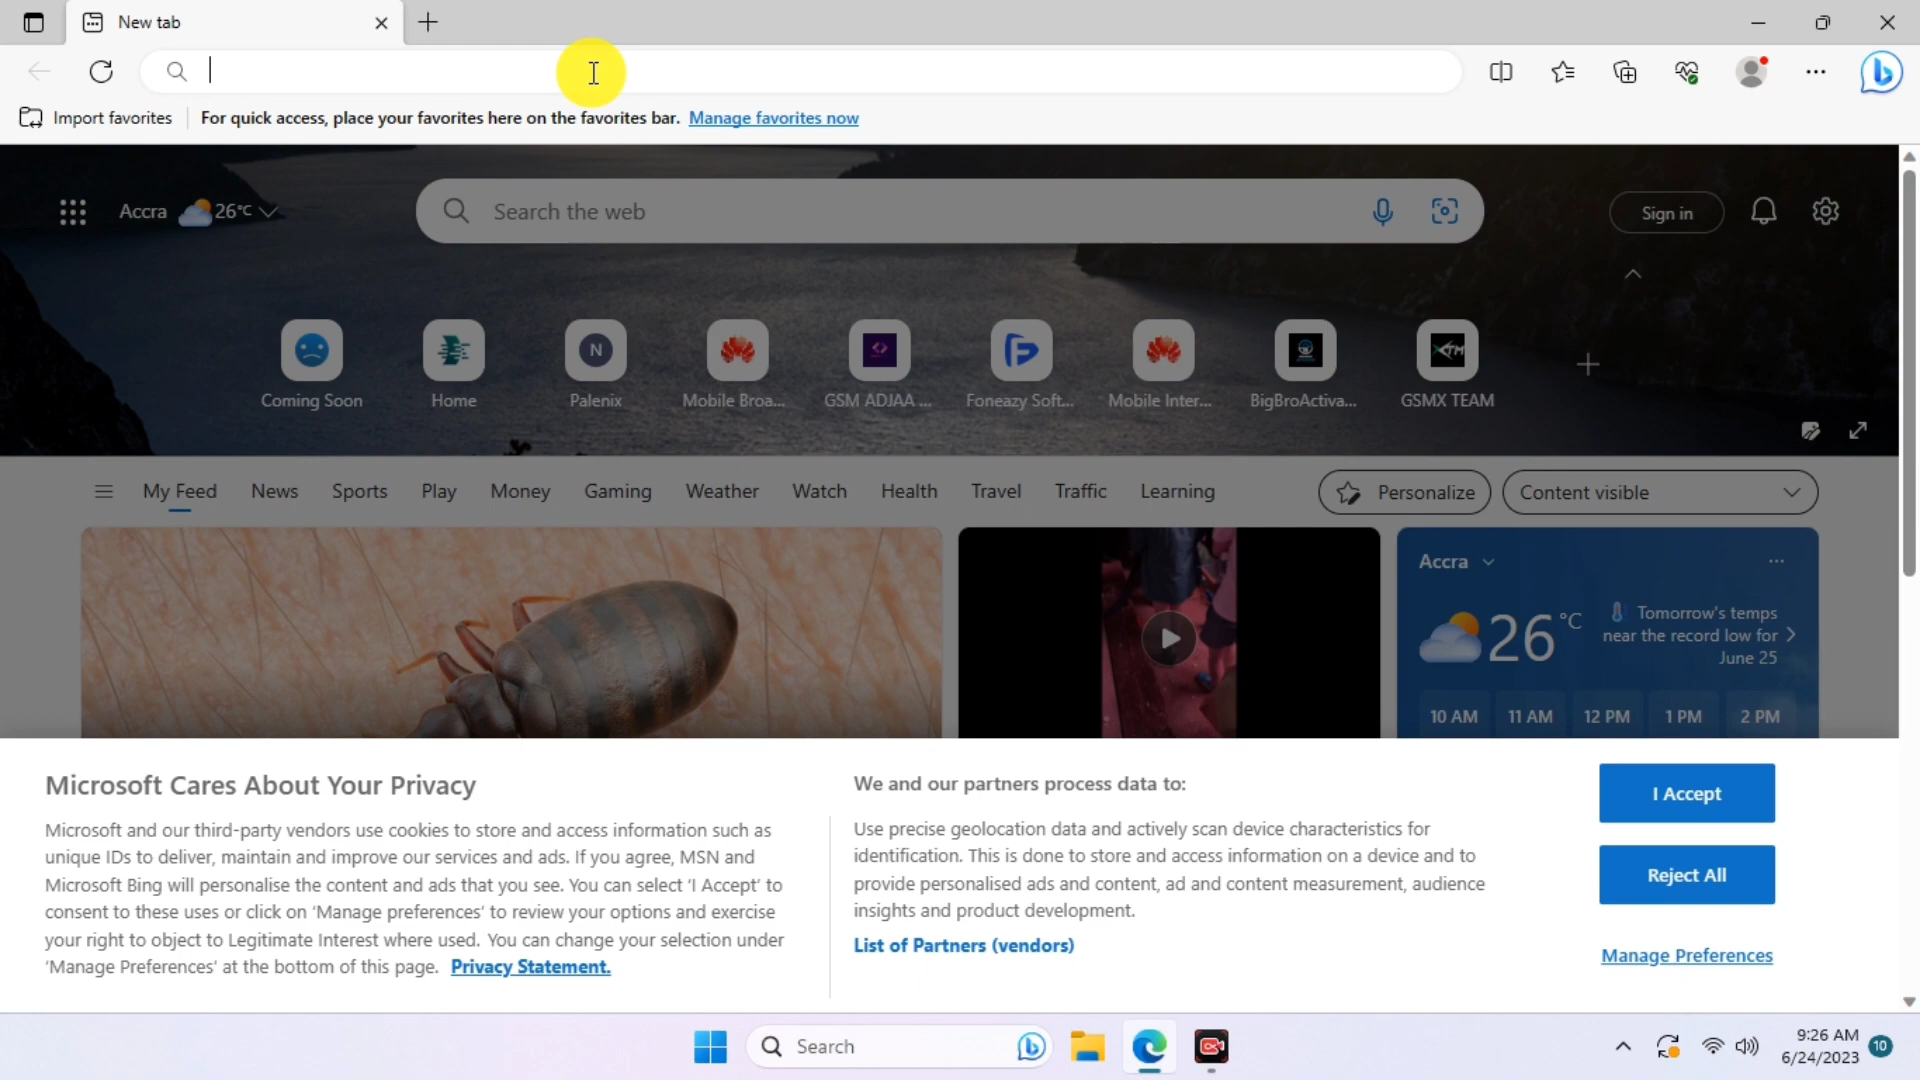 New tab
Import favorites
For quick access, place your favorites here on the favorites bar. Manage favorites now
Accra 26°C
Search the web
Sign in
Coming Soon
Home
N
Palenix
Mobile Broa...
GSM ADJAA ...
Foneazy Soft...
Mobile Inter...
BigBroActiva...
XTM
GSMX TEAM
My Feed News Sports Play Money Gaming Weather Watch Health Travel Traffic Learning
Personalize
Content visible
Accra
26 °C
Tomorrow's temps
near the record low for
June 25
10 AM 11 AM 12 PM 1 PM 2 PM
Microsoft Cares About Your Privacy
Microsoft and our third-party vendors use cookies to store and access information such as
unique IDs to deliver, maintain and improve our services and ads. If you agree, MSN and
Microsoft Bing will personalise the content and ads that you see. You can select 'I Accept' to
consent to these uses or click on 'Manage preferences' to review your options and exercise
your right to object to Legitimate Interest where used. You can change your selection under
'Manage Preferences' at the bottom of this page. Privacy Statement.
We and our partners process data to:
Use precise geolocation data and actively scan device characteristics for
identification. This is done to store and access information on a device and to
provide personalised ads and content, ad and content measurement, audience
insights and product development.
List of Partners (vendors)
I Accept
Reject All
Manage Preferences
Search
9:26 AM
6/24/2023
10